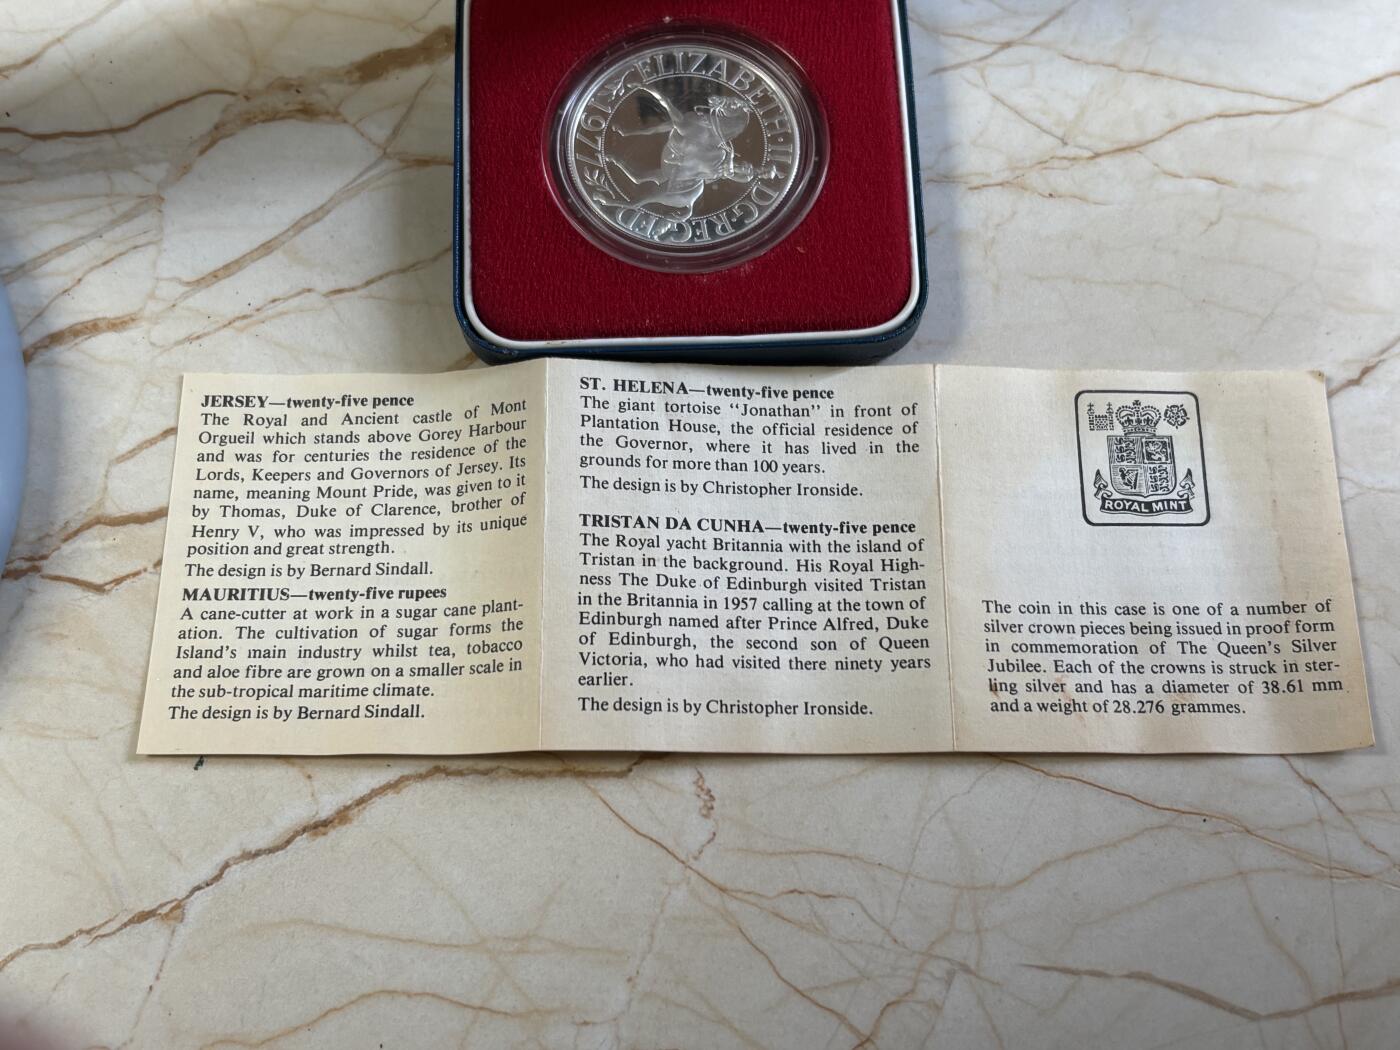 ELIZABETH·II D·G·REG·F·D 1977
JERSEY—twenty-five pence
The Royal and Ancient castle of Mont
Orgueil which stands above Gorey Harbour
and was for centuries the residence of the
Lords, Keepers and Governors of Jersey. Its
name, meaning Mount Pride, was given to it
by Thomas, Duke of Clarence, brother of
Henry V, who was impressed by its unique
position and great strength.
The design is by Bernard Sindall.
MAURITIUS—twenty-five rupees
A cane-cutter at work in a sugar cane plant-
ation. The cultivation of sugar forms the
Island's main industry whilst tea, tobacco
and aloe fibre are grown on a smaller scale in
the sub-tropical maritime climate.
The design is by Bernard Sindall.
ST. HELENA—twenty-five pence
The giant tortoise “Jonathan” in front of
Plantation House, the official residence of
the Governor, where it has lived in the
grounds for more than 100 years.
The design is by Christopher Ironside.
TRISTAN DA CUNHA—twenty-five pence
The Royal yacht Britannia with the island of
Tristan in the background. His Royal High-
ness The Duke of Edinburgh visited Tristan
in the Britannia in 1957 calling at the town of
Edinburgh named after Prince Alfred, Duke
of Edinburgh, the second son of Queen
Victoria, who had visited there ninety years
earlier.
The design is by Christopher Ironside.
ROYAL MINT
The coin in this case is one of a number of
silver crown pieces being issued in proof form
in commemoration of The Queen's Silver
Jubilee. Each of the crowns is struck in ster-
ling silver and has a diameter of 38.61 mm
and a weight of 28.276 grammes.